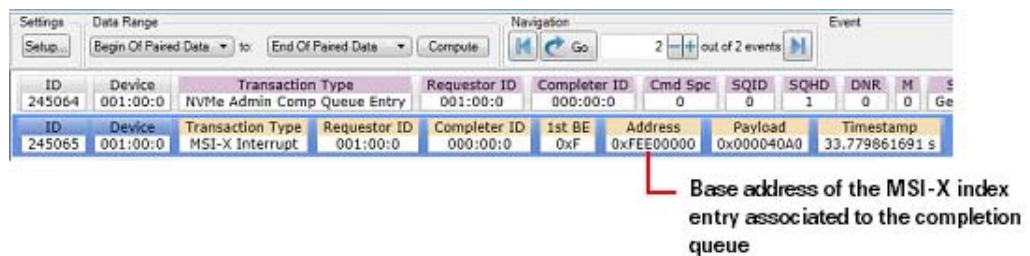 Settings Data Range Navigation Event
Setup... Begin Of Paired Data to: End Of Paired Data Compute Go 2 out of 2 events
ID Device Transaction Type Requestor ID Completer ID Cmd Spc SQID SQHD DNR M S
245064 001:00:0 NVMe Admin Comp Queue Entry 001:00:0 000:00:0 0 0 1 0 0 Ge
ID Device Transaction Type Requestor ID Completer ID 1st BE Address Payload Timestamp
245065 001:00:0 MSI-X Interrupt 001:00:0 000:00:0 0xF 0xFEE00000 0x000040A0 33.779861691 s
Base address of the MSI-X index
entry associated to the completion
queue